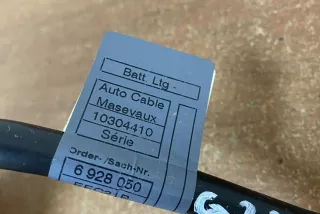 Batt. Ltg -
Auto Cable
Masevaux
10304410
Série
Order- /Sach-Nr.
6 928 050